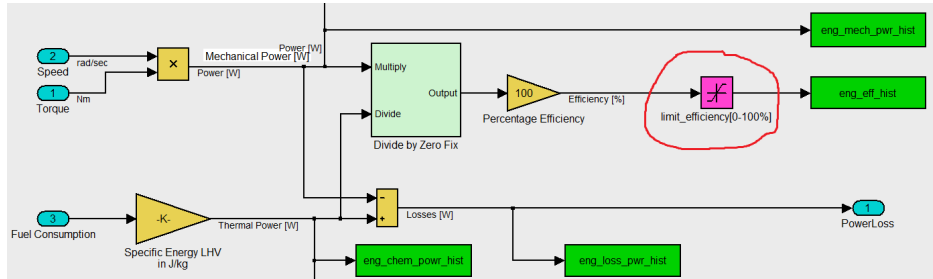 Power [W]
eng_mech_pwr_hist
2
Speed
rad/sec
×
Mechanical Power [W]
Power [W]
1
Torque
Nm
Multiply
Divide
Output
Divide by Zero Fix
100
Percentage Efficiency
Efficiency [%]
limit_efficiency[0-100%]
eng_eff_hist
3
Fuel Consumption
-K-
Specific Energy LHV
in J/kg
Thermal Power [W]
−
+
Losses [W]
1
PowerLoss
eng_chem_powr_hist
eng_loss_pwr_hist